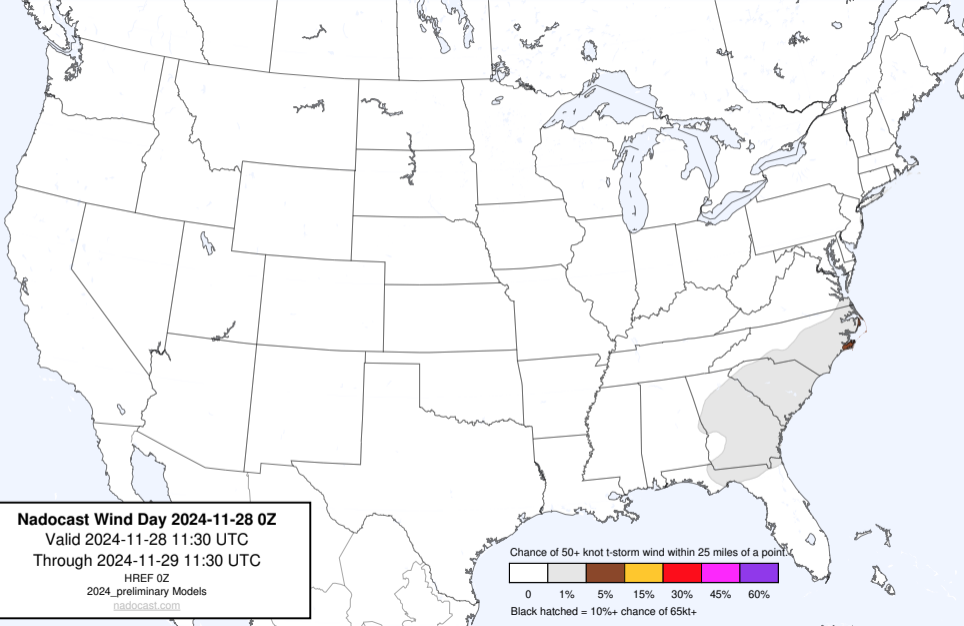 Nadocast Wind Day 2024-11-28 0Z
Valid 2024-11-28 11:30 UTC
Through 2024-11-29 11:30 UTC
HREF 0Z
2024_preliminary Models
nadocast.com
Chance of 50+ knot t-storm wind within 25 miles of a point.
0 1% 5% 15% 30% 45% 60%
Black hatched = 10%+ chance of 65kt+